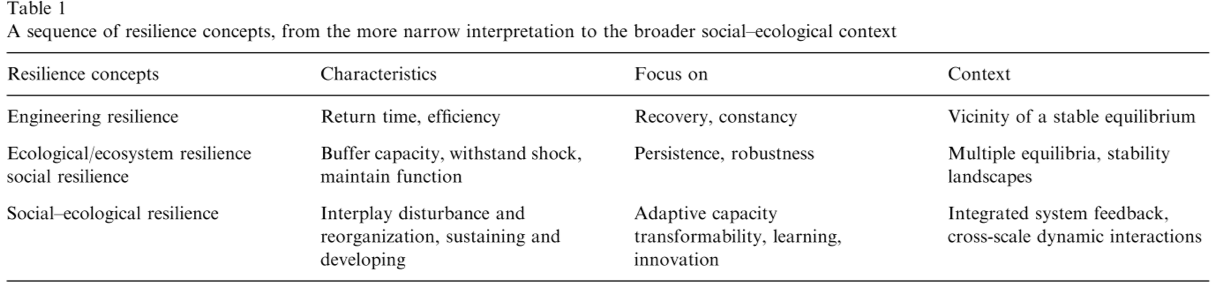 Table 1
A sequence of resilience concepts, from the more narrow interpretation to the broader social–ecological context
Resilience concepts Characteristics Focus on Context
Engineering resilience Return time, efficiency Recovery, constancy Vicinity of a stable equilibrium
Ecological/ecosystem resilience Buffer capacity, withstand shock, Persistence, robustness Multiple equilibria, stability
social resilience maintain function landscapes
Social–ecological resilience Interplay disturbance and Adaptive capacity Integrated system feedback,
reorganization, sustaining and transformability, learning, cross-scale dynamic interactions
developing innovation